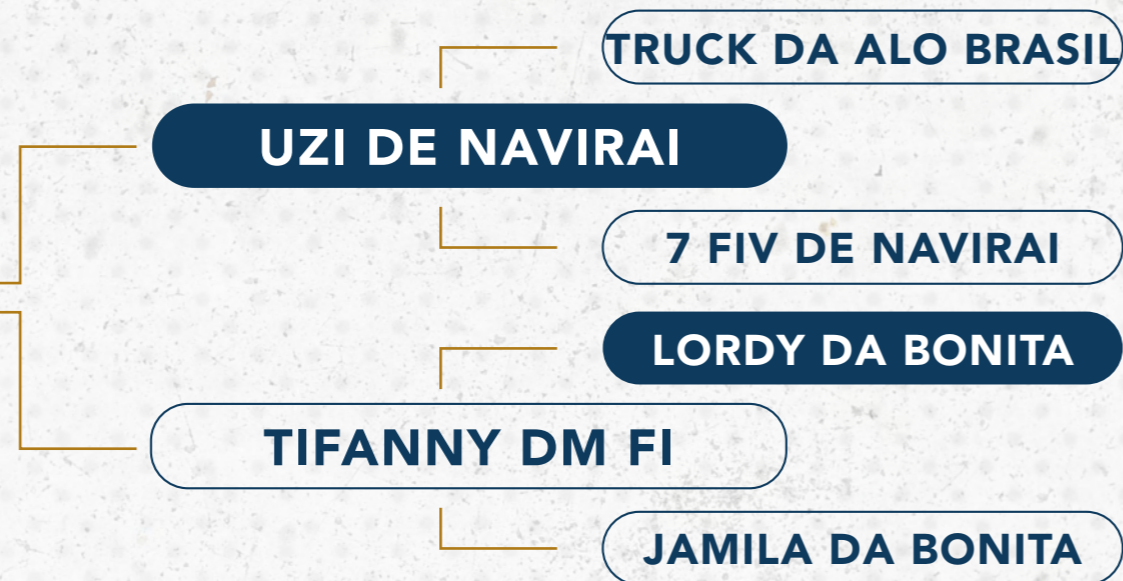 TRUCK DA ALO BRASIL
UZI DE NAVIRAI
7 FIV DE NAVIRAI
LORDY DA BONITA
TIFANNY DM FI
JAMILA DA BONITA